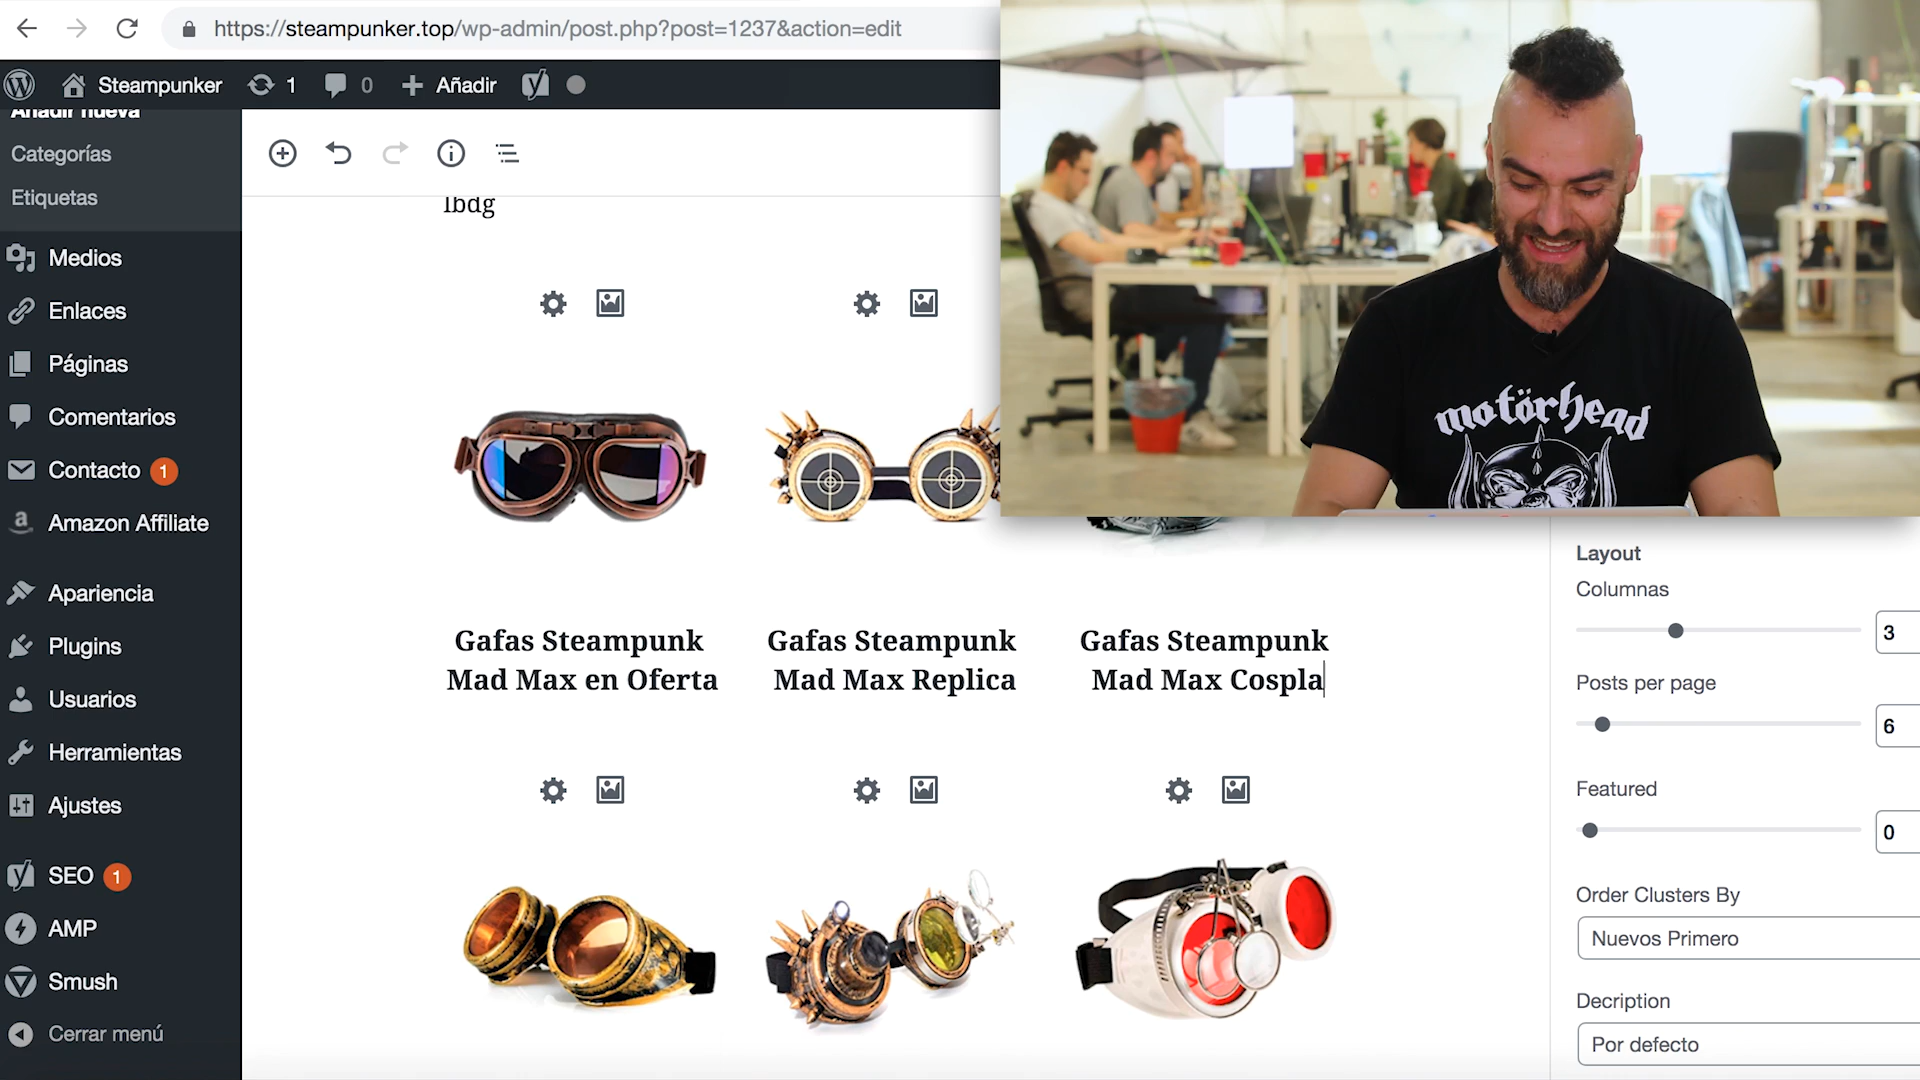 https://steampunker.top/wp-admin/post.php?post=1237&action=edit
Steampunker
1
0
Añadir
Añadir nueva
Categorías
Etiquetas
Medios
Enlaces
Páginas
Comentarios
Contacto 1
Amazon Affiliate
Apariencia
Plugins
Usuarios
Herramientas
Ajustes
SEO 1
AMP
Smush
Cerrar menú
lbdg
Gafas Steampunk
Mad Max en Oferta
Gafas Steampunk
Mad Max Replica
Gafas Steampunk
Mad Max Cospla
motörhead
Layout
Columnas
3
Posts per page
6
Featured
0
Order Clusters By
Nuevos Primero
Decription
Por defecto